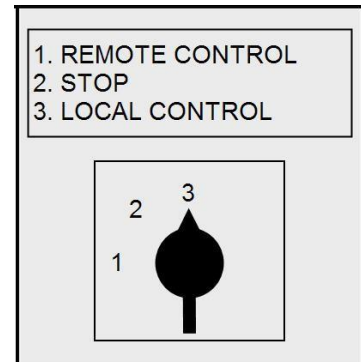 1. REMOTE CONTROL
2. STOP
3. LOCAL CONTROL
3
2
1